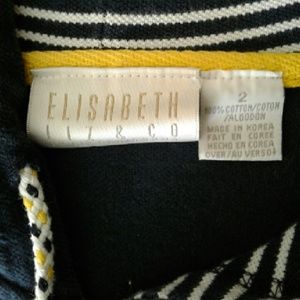 ELISABETH
LIZ & CO
2
100% COTTON/COTON
/ALGODON
MADE IN KOREA
FAIT EN COREE
HECHO EN COREA
OVER/AU VERSO